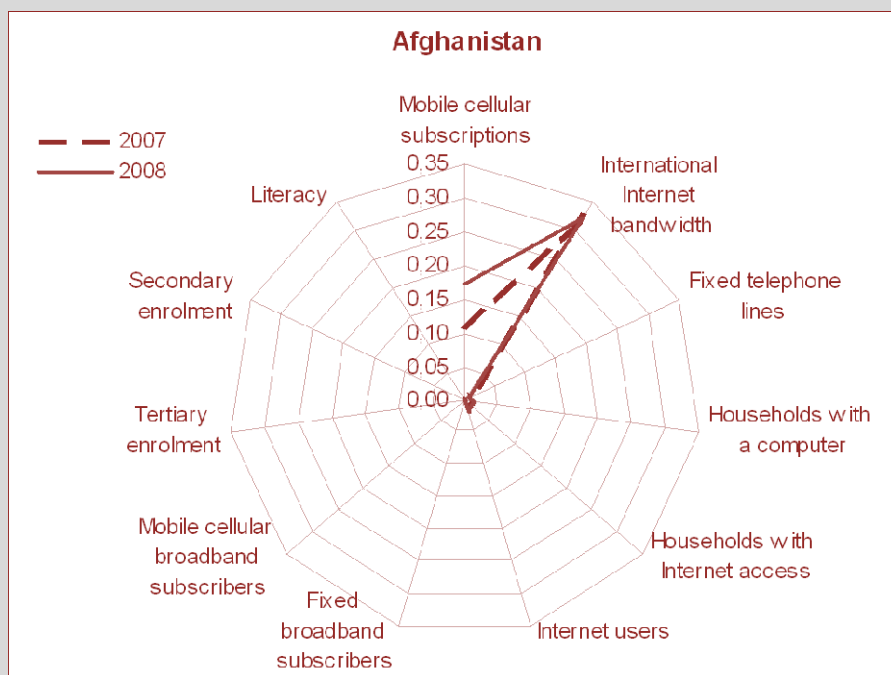 Afghanistan
2007
2008
Mobile cellular
subscriptions
International
Internet
bandwidth
Fixed telephone
lines
Households with
a computer
Households with
Internet access
Internet users
Fixed
broadband
subscribers
Mobile cellular
broadband
subscribers
Tertiary
enrolment
Secondary
enrolment
Literacy
0.35
0.30
0.25
0.20
0.15
0.10
0.05
0.00